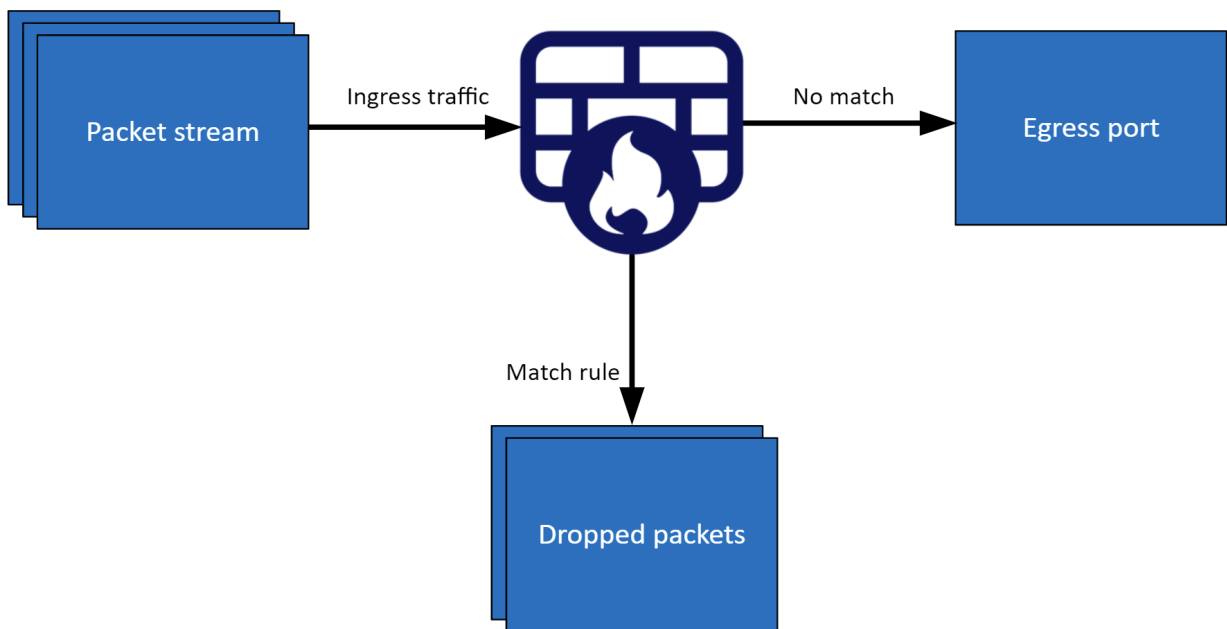 Packet stream
Ingress traffic
No match
Egress port
Match rule
Dropped packets